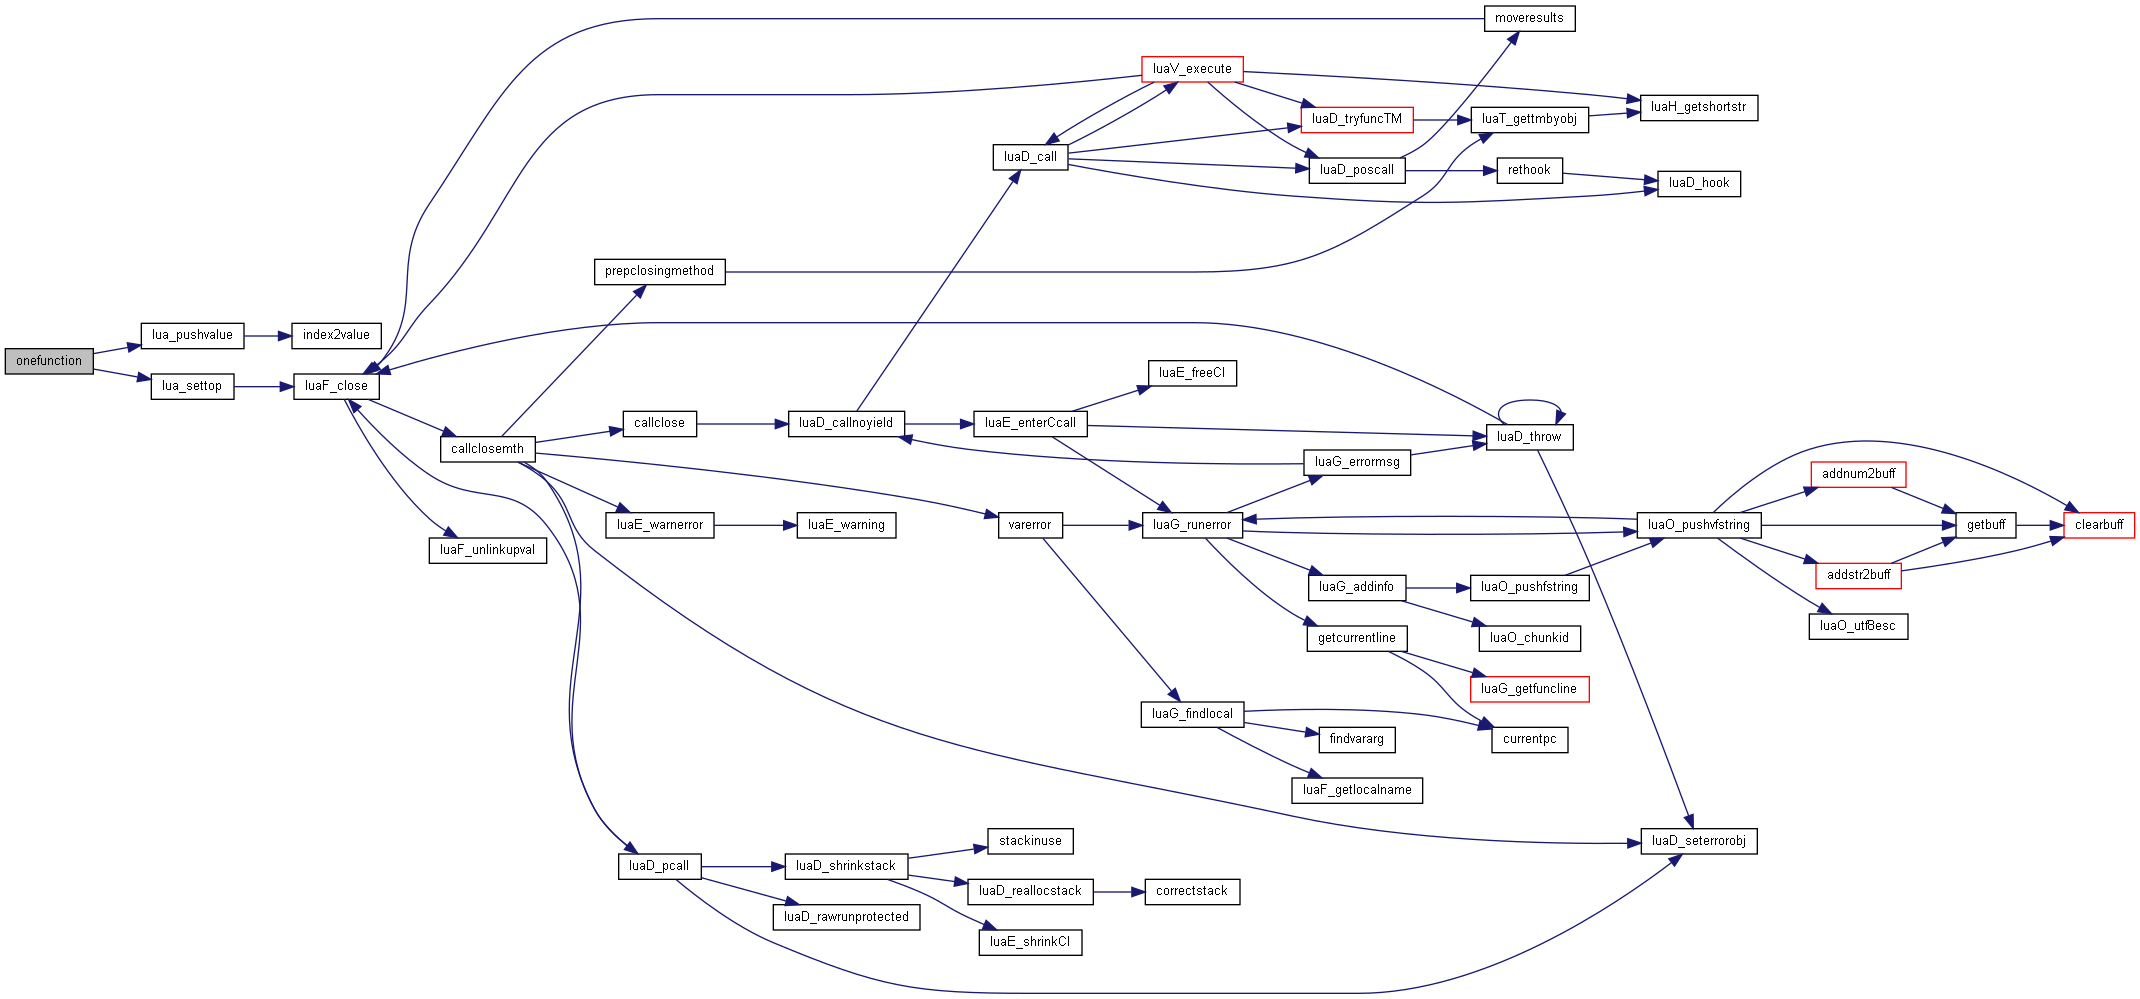 moveresults
luaV_execute
luaH_getshortstr
luaD_tryfuncTM
luaT_gettmbyobj
luaD_call
luaD_poscall
rethook
luaD_hook
prepclosingmethod
lua_pushvalue
index2value
onefunction
lua_settop
luaF_close
luaE_freeCI
callclose
luaD_callnoyield
luaE_enterCcall
luaD_throw
callclosemth
luaG_errormsg
addnum2buff
luaE_warnerror
luaE_warning
varerror
luaG_runerror
luaO_pushvfstring
getbuff
clearbuff
luaF_unlinkupval
luaG_addinfo
luaO_pushfstring
addstr2buff
getcurrentline
luaO_chunkid
luaO_utf8esc
luaG_getfuncline
luaG_findlocal
findvararg
currentpc
luaF_getlocalname
stackinuse
luaD_seterrorobj
luaD_pcall
luaD_shrinkstack
luaD_reallocstack
correctstack
luaD_rawrunprotected
luaE_shrinkCI